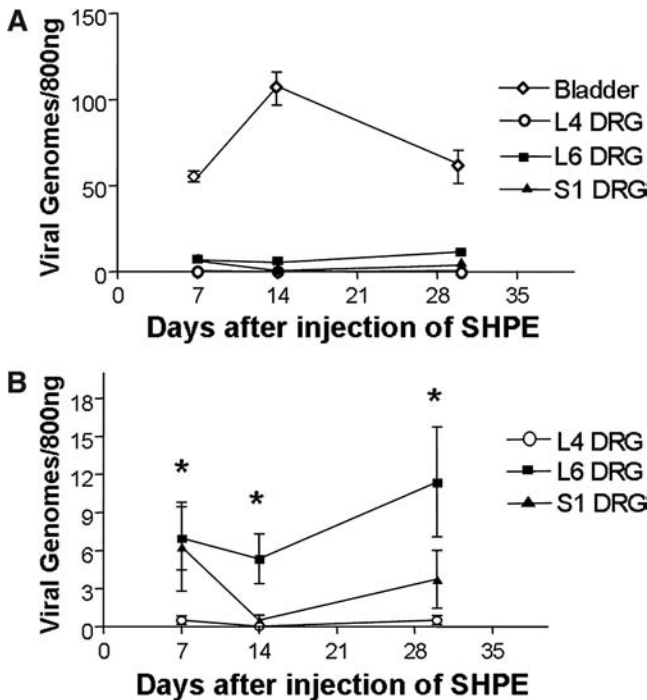 A
Viral Genomes/800ng
150
100
50
0
0 7 14 21 28 35
Days after injection of SHPE
Bladder
L4 DRG
L6 DRG
S1 DRG
B
Viral Genomes/800ng
18
15
12
9
6
3
0
* * *
0 7 14 21 28 35
Days after injection of SHPE
L4 DRG
L6 DRG
S1 DRG